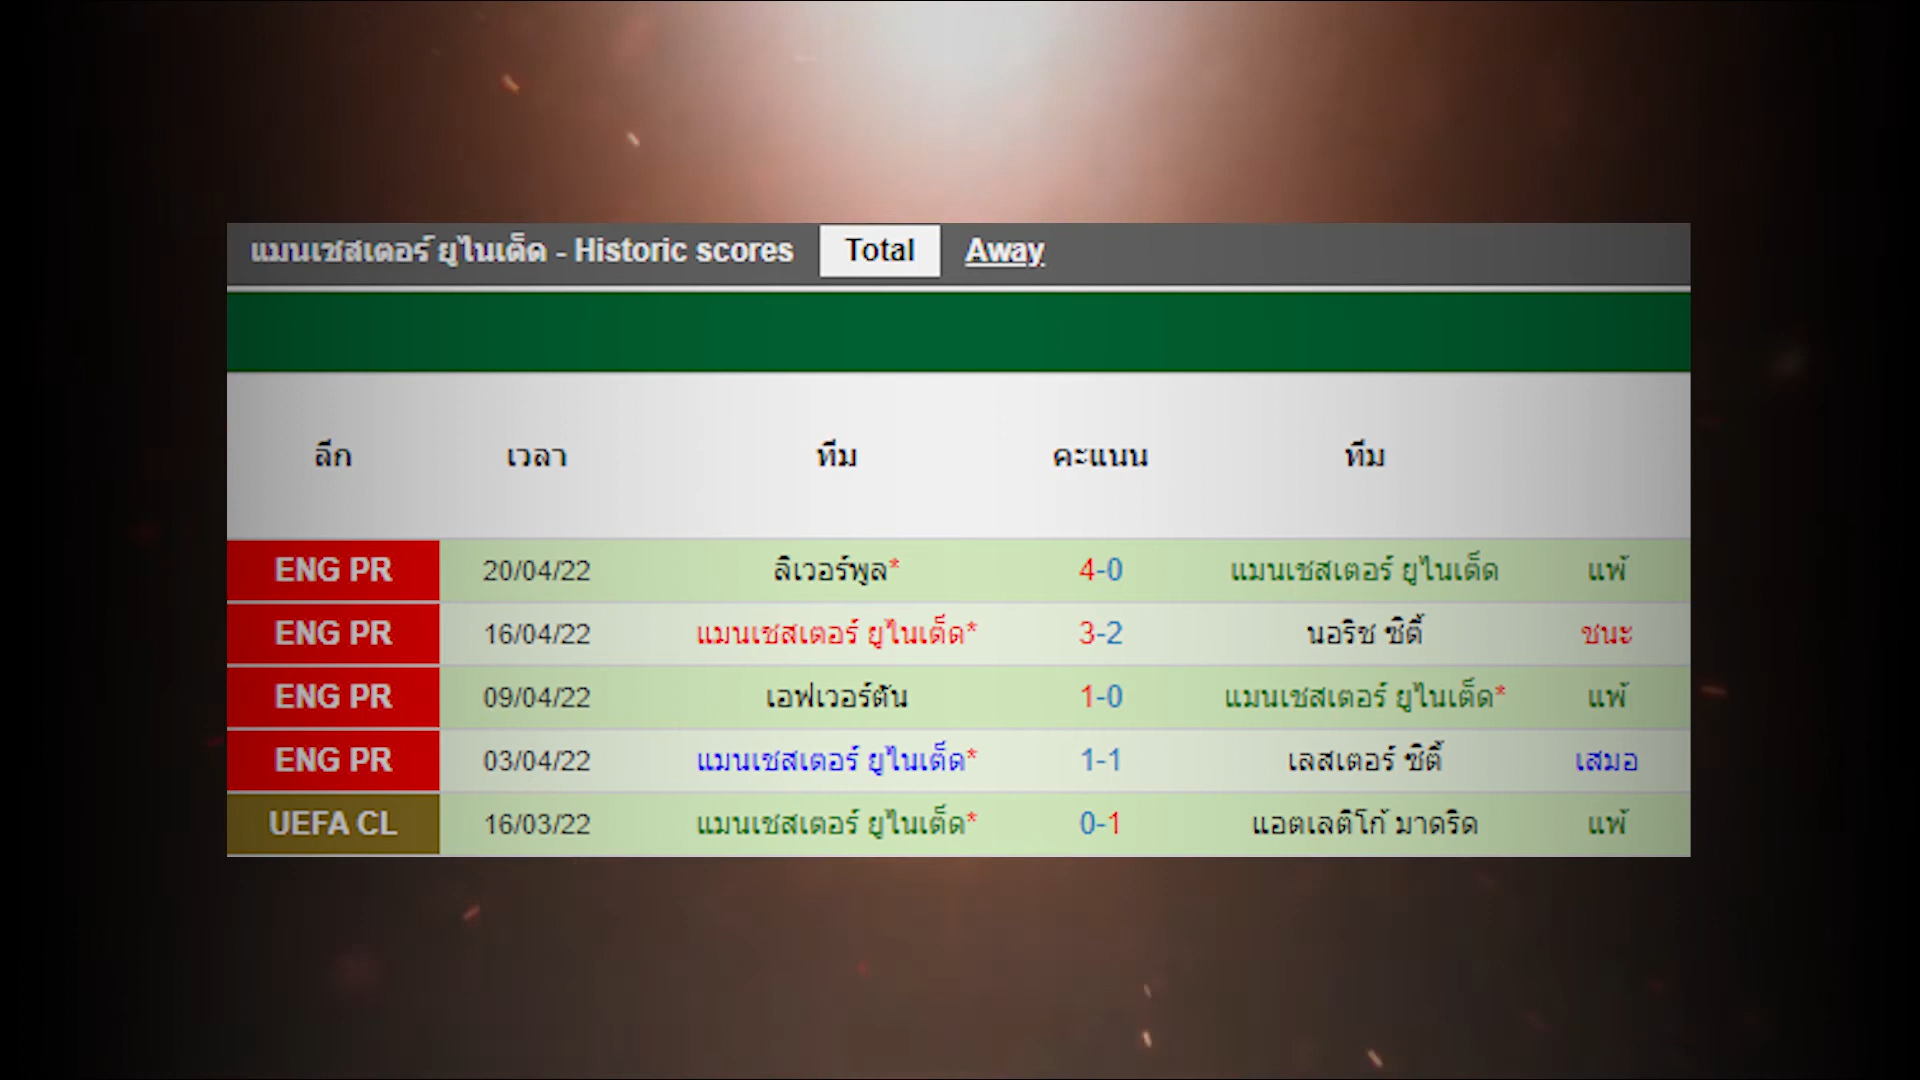 แมนเชสเตอร์ ยูไนเต็ด - Historic scores Total Away
ลีก เวลา ทีม คะแนน ทีม
ENG PR 20/04/22 ลิเวอร์พูล* 4-0 แมนเชสเตอร์ ยูไนเต็ด แพ้
ENG PR 16/04/22 แมนเชสเตอร์ ยูไนเต็ด* 3-2 นอริช ซิตี้ ชนะ
ENG PR 09/04/22 เอฟเวอร์ตัน 1-0 แมนเชสเตอร์ ยูไนเต็ด* แพ้
ENG PR 03/04/22 แมนเชสเตอร์ ยูไนเต็ด* 1-1 เลสเตอร์ ซิตี้ เสมอ
UEFA CL 16/03/22 แมนเชสเตอร์ ยูไนเต็ด* 0-1 แอตเลติโก้ มาดริด แพ้